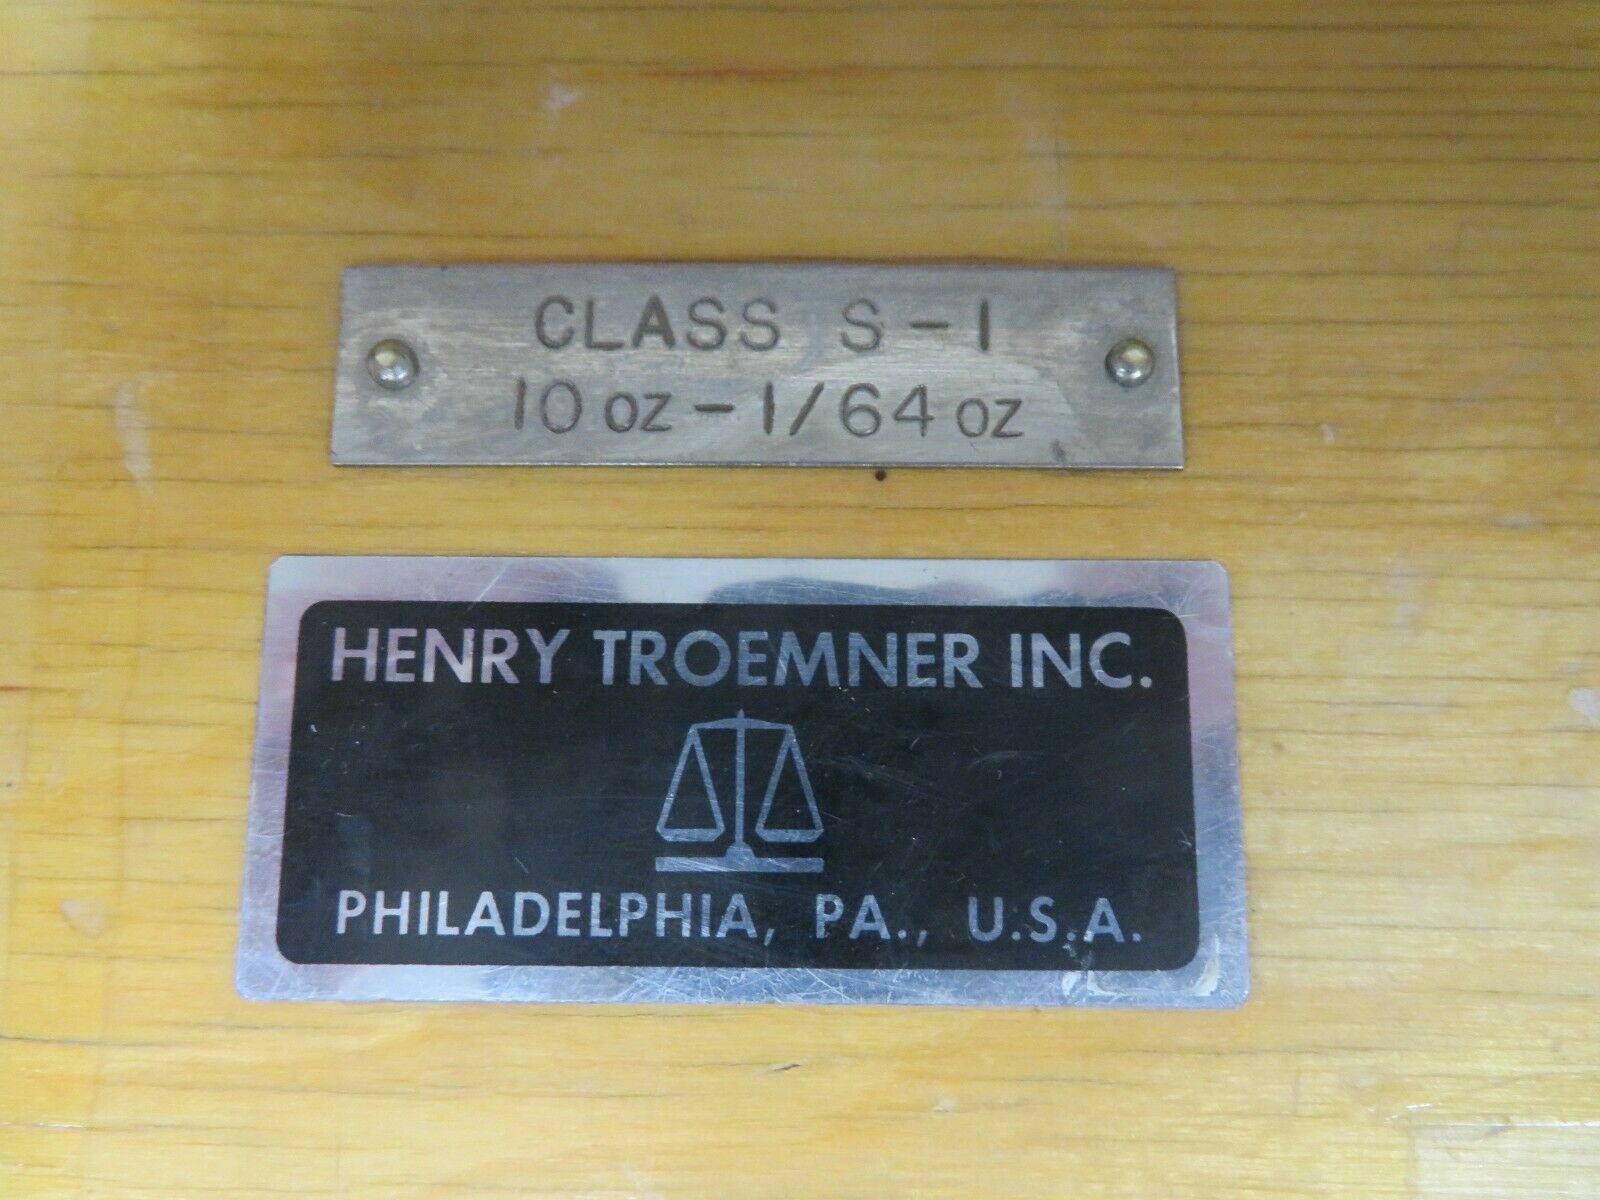 CLASS S-1
10 oz - 1/64 oz
HENRY TROEMNER INC.
PHILADELPHIA, PA., U.S.A.